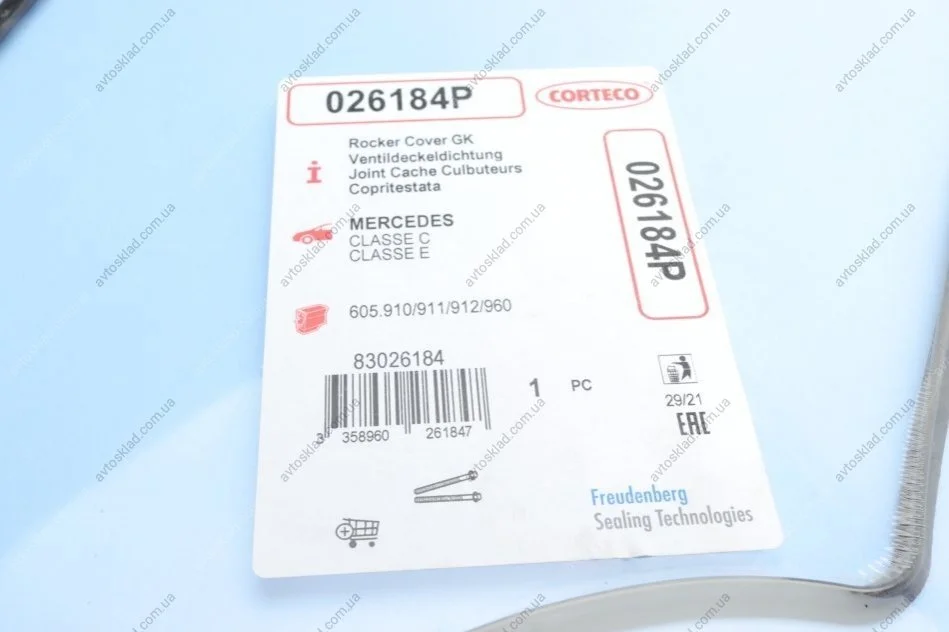 026184P
CORTECO
Rocker Cover GK
Ventildeckeldichtung
Joint Cache Culbuteurs
Copritestata
026184P
MERCEDES
CLASSE C
CLASSE E
605.910/911/912/960
83026184
3 358960 261847
1 PC
29/21
EAC
Freudenberg
Sealing Technologies
avtosklad.com.ua